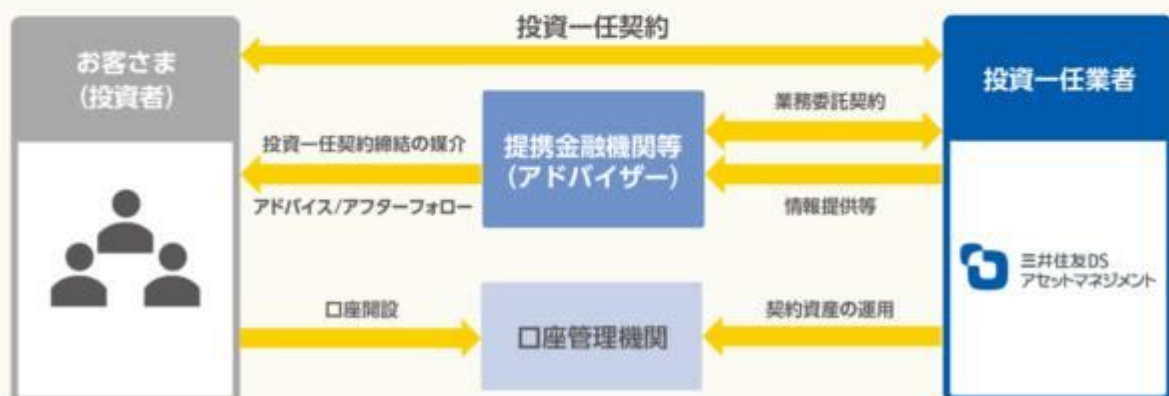 投資一任契約
お客さま
(投資者)
投資一任業者
業務委託契約
投資一任契約締結の媒介
提携金融機関等
(アドバイザー)
アドバイス/アフターフォロー
情報提供等
三井住友DS
アセットマネジメント
口座開設
口座管理機関
契約資産の運用